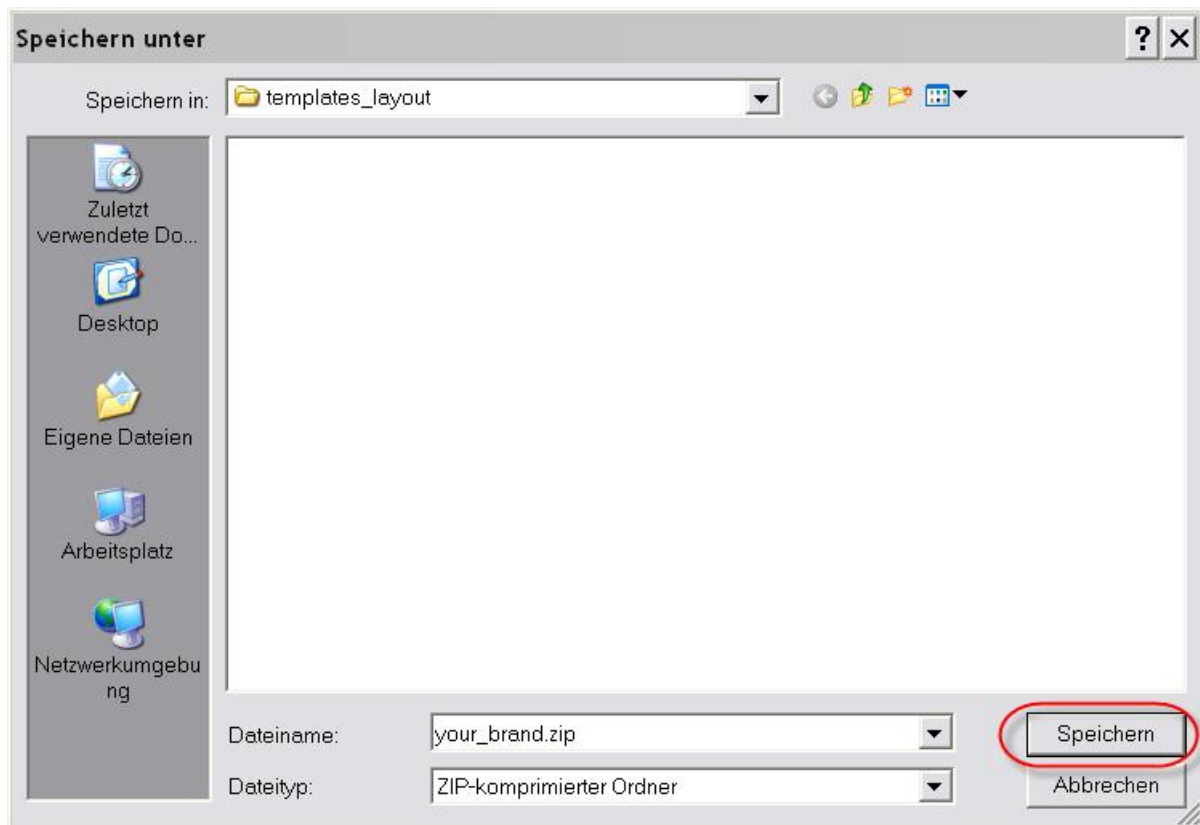 Speichern unter
Speichern in:
templates_layout
Zuletzt
verwendete Do...
Desktop
Eigene Dateien
Arbeitsplatz
Netzwerkumgebu
ng
Dateiname:
your_brand.zip
Speichern
Dateityp:
ZIP-komprimierter Ordner
Abbrechen